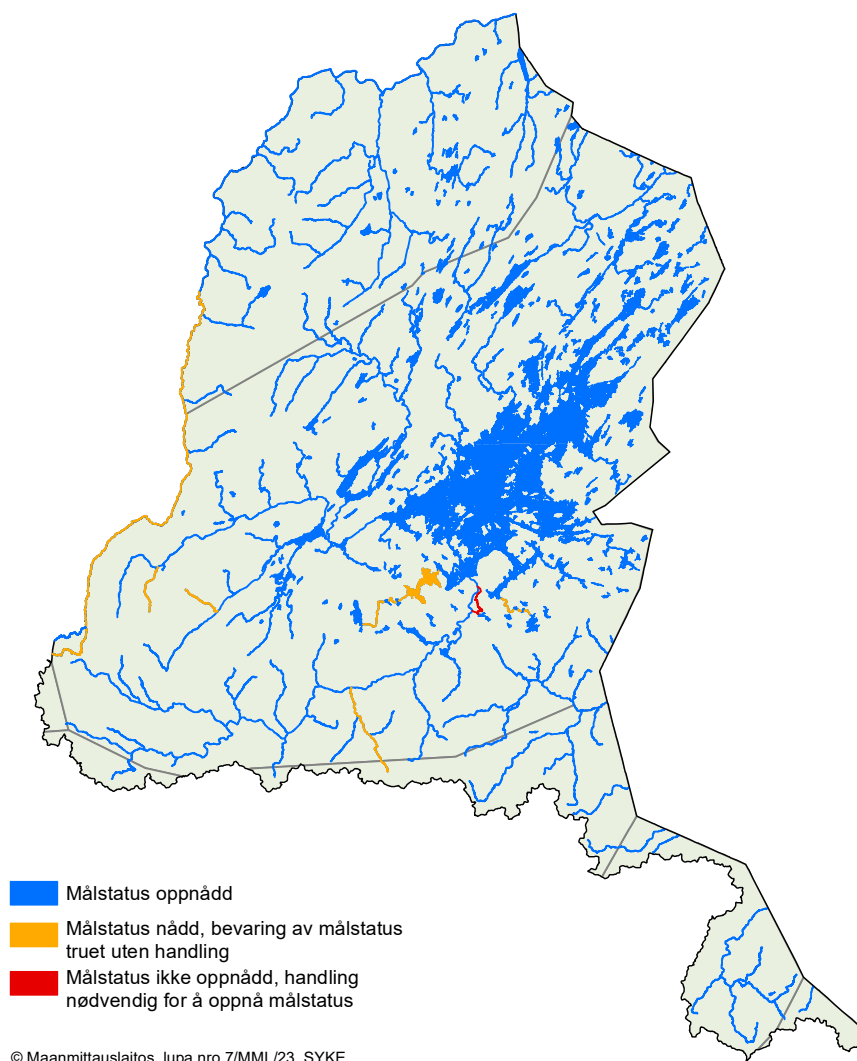 Målstatus oppnådd
Målstatus nådd, bevaring av målstatus
truet uten handling
Målstatus ikke oppnådd, handling
nødvendig for å oppnå målstatus
© Maanmittauslaitos, lupa nro 7/MML/23, SYKE